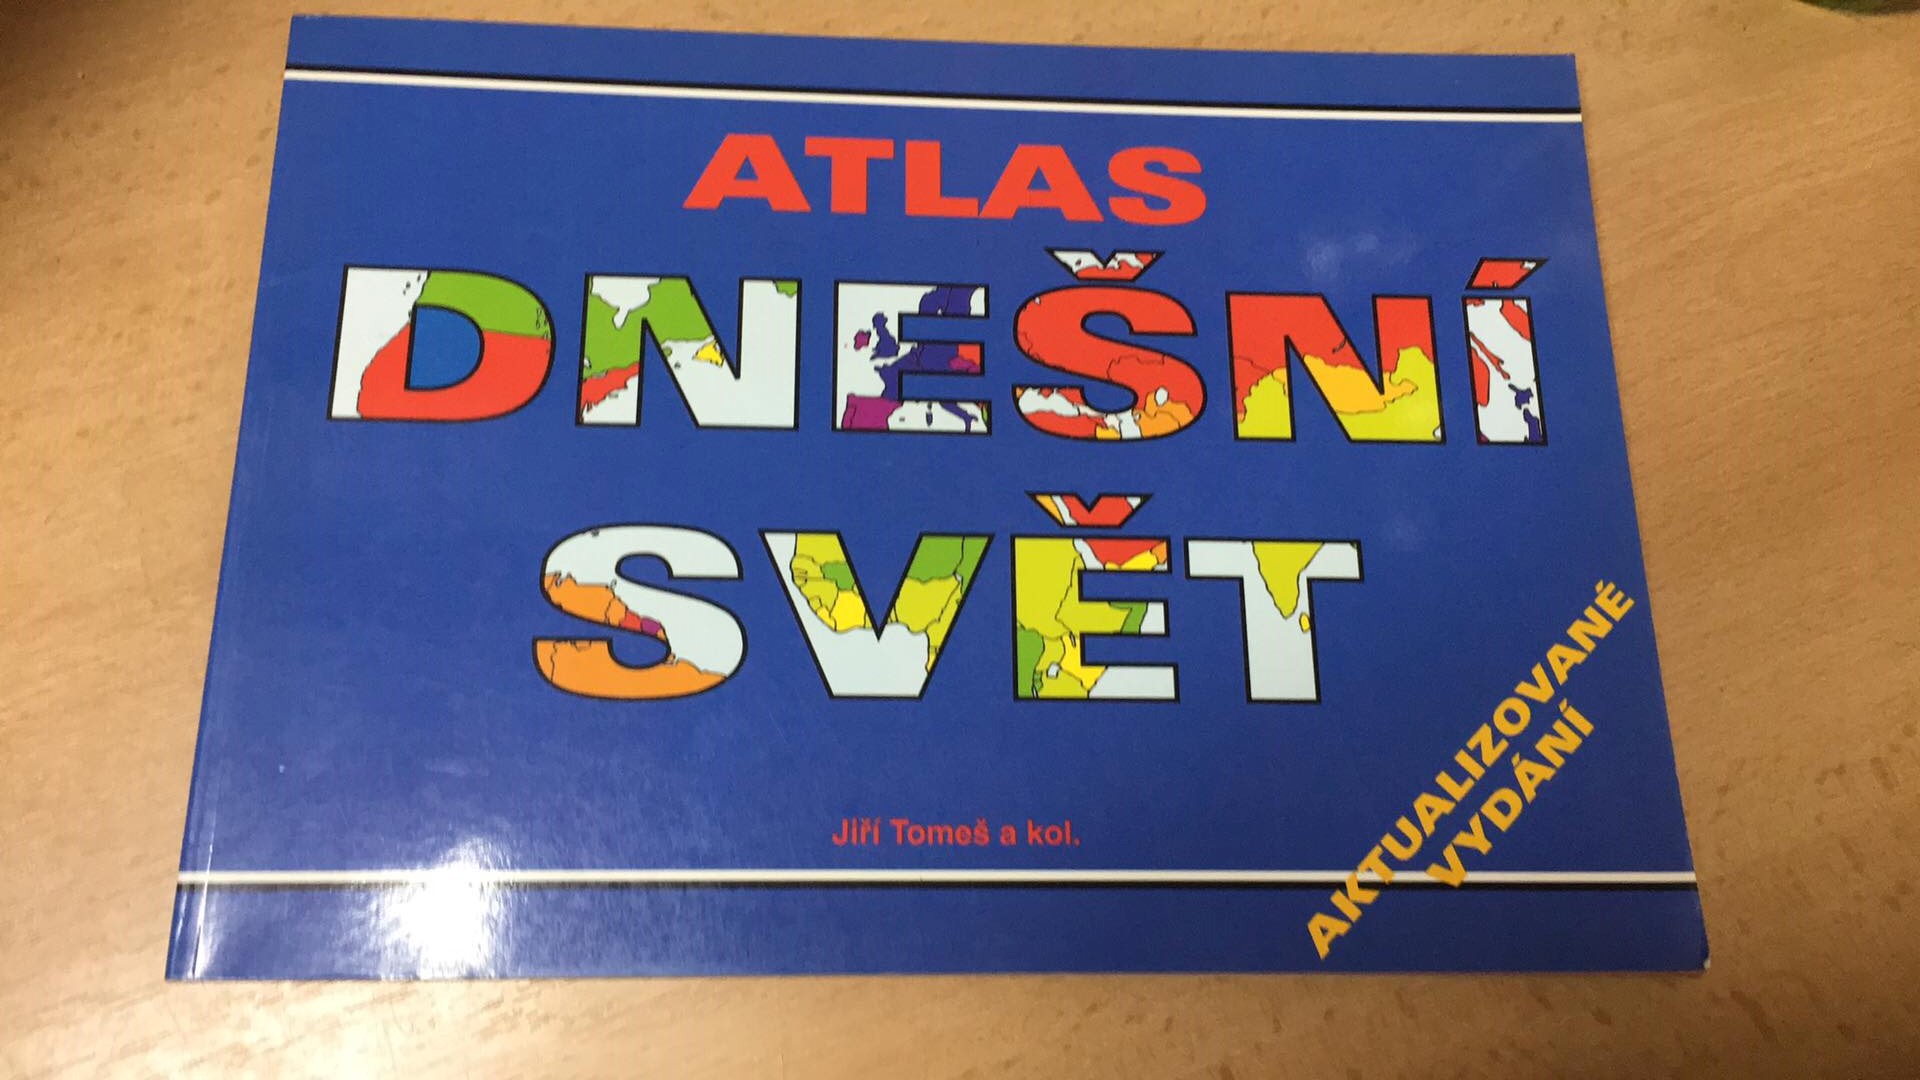 ATLAS
DNEŠNÍ
SVĚT
Jiří Tomeš a kol.
AKTUALIZOVANÉ
VYDÁNÍ